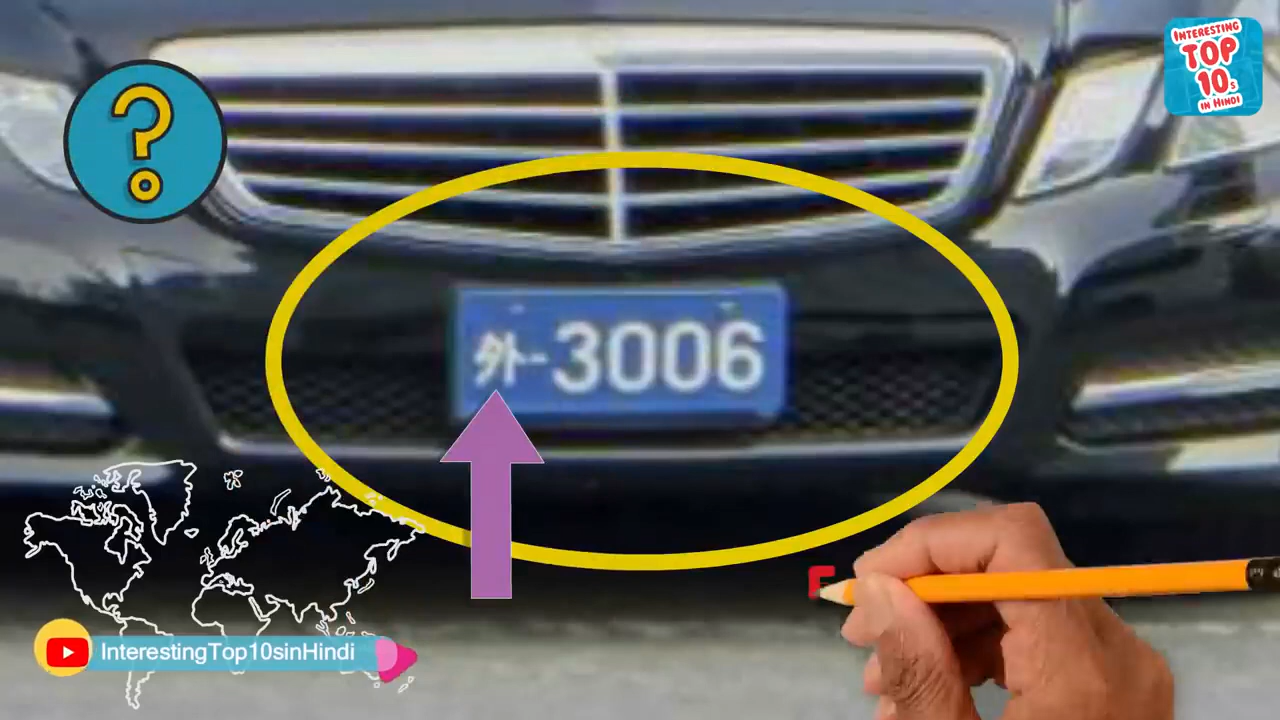 INTERESTING
TOP
10s
IN HINDI
外-3006
F
InterestingTop10sinHindi